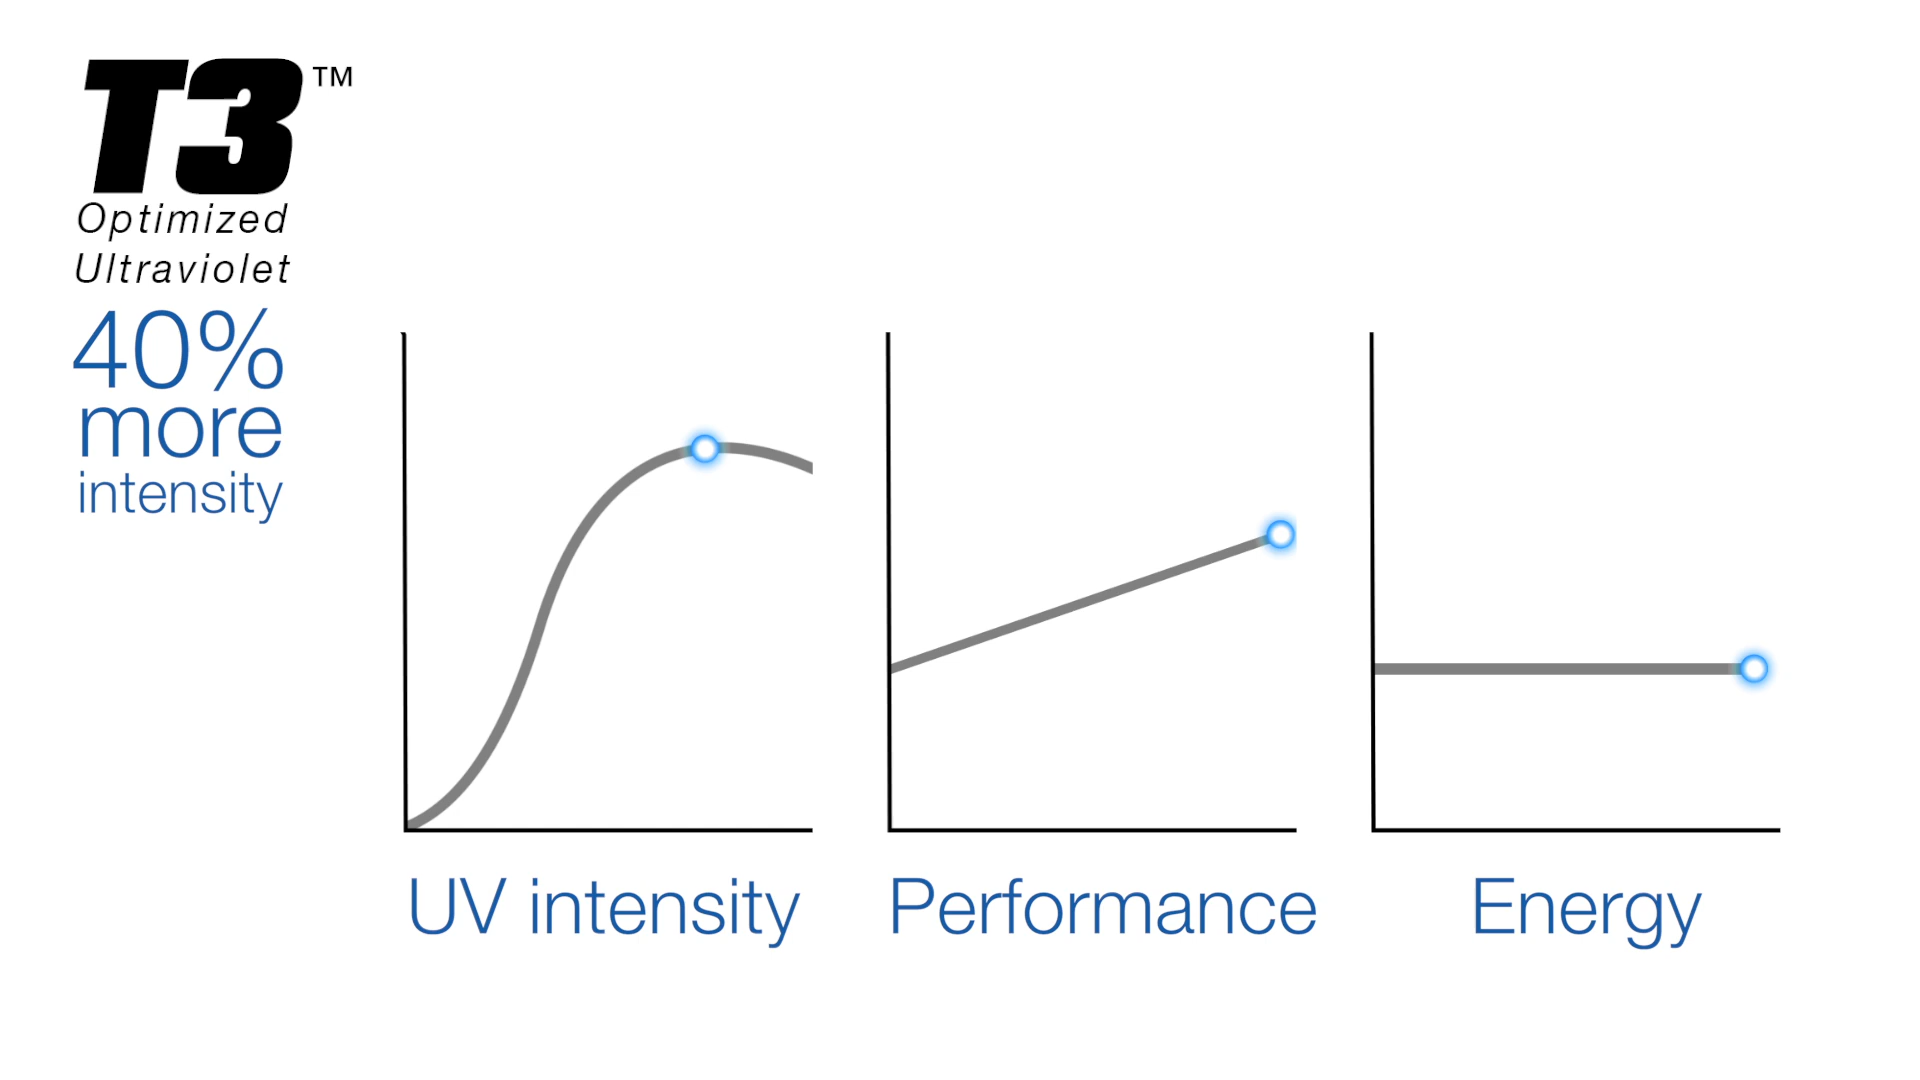 T3™
Optimized
Ultraviolet
40%
more
intensity
UV intensity
Performance
Energy